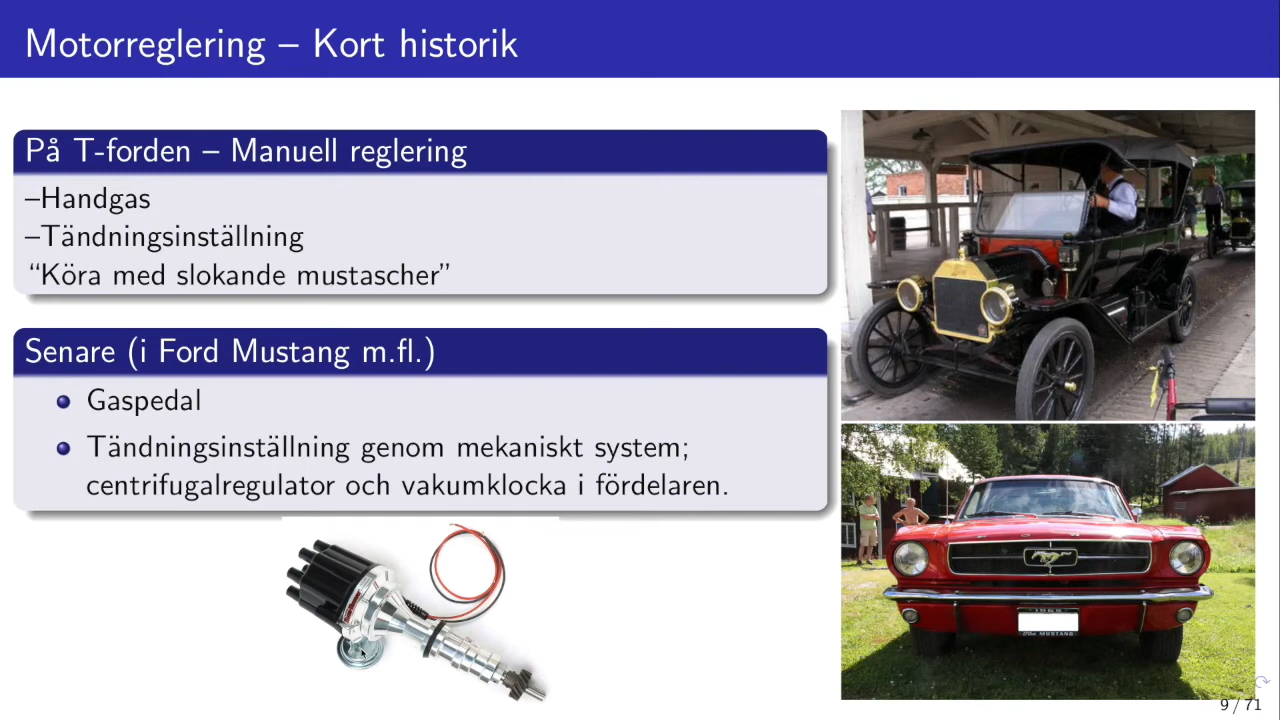 Motorreglering – Kort historik
På T-forden – Manuell reglering
–Handgas
–Tändningsinställning
“Köra med slokande mustascher”
Senare (i Ford Mustang m.fl.)
Gaspedal
Tändningsinställning genom mekaniskt system;
centrifugalregulator och vakumklocka i fördelaren.
MUSTANG
9 / 71